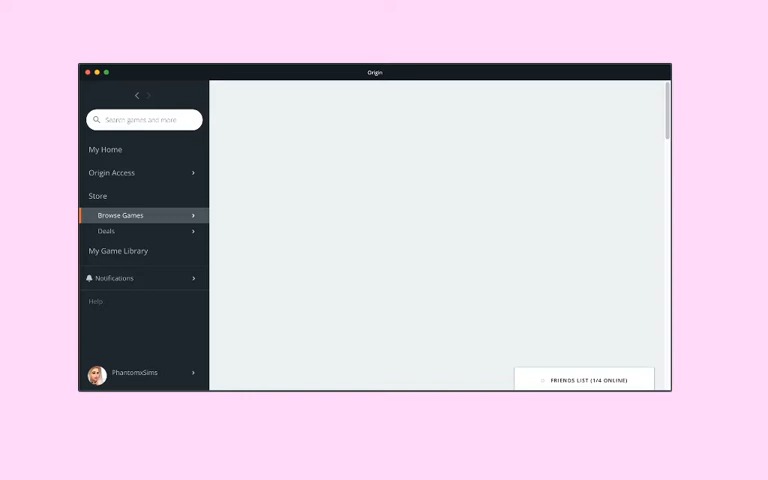 Origin
Search games and more
My Home
Origin Access
Store
Browse Games
Deals
My Game Library
Notifications
Help
PhantomxSims
FRIENDS LIST (1/4 ONLINE)